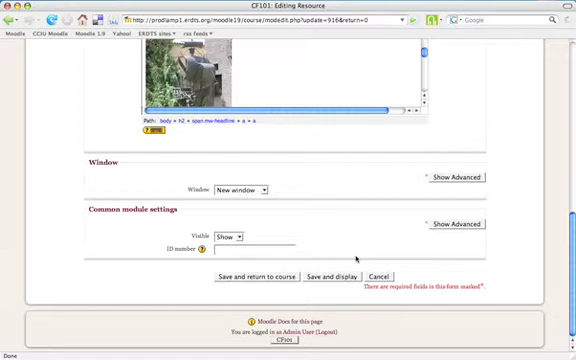 CF101: Editing Resource
http://prodlamp1.erdts.org/moodle19/course/modedit.php?update=916&return=0
Google
Moodle CCIU Moodle Moodle 1.9 Yahoo! ERDTS sites rss feeds
Path: body » h2 » span.mw-headline » a » a
Window
* Show Advanced
Window New window
Common module settings
* Show Advanced
Visible Show
ID number
Save and return to course Save and display Cancel
There are required fields in this form marked*.
Moodle Docs for this page
You are logged in as Admin User (Logout)
CF101
Done